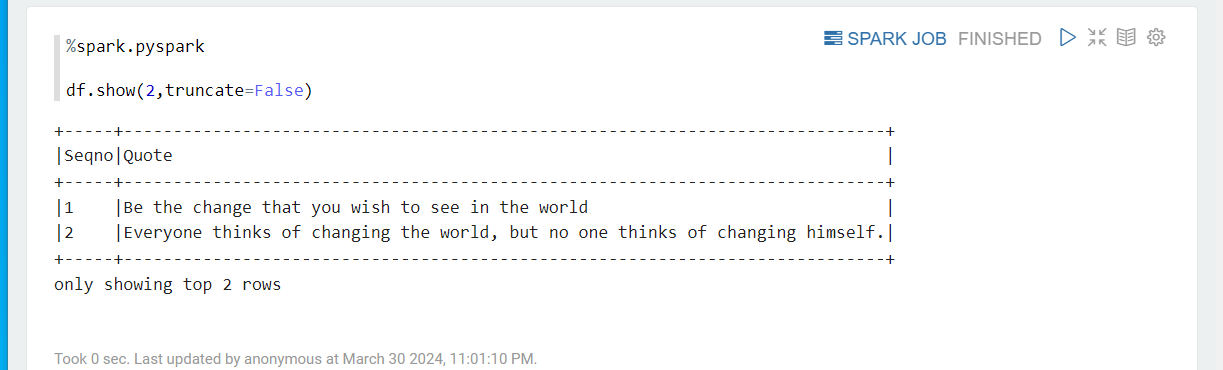 %spark.pyspark
SPARK JOB FINISHED
df.show(2,truncate=False)
+-----+-----------------------------------------------------------------------------+
|Seqno|Quote                                                                        |
+-----+-----------------------------------------------------------------------------+
|1    |Be the change that you wish to see in the world                              |
|2    |Everyone thinks of changing the world, but no one thinks of changing himself.|
+-----+-----------------------------------------------------------------------------+
only showing top 2 rows
Took 0 sec. Last updated by anonymous at March 30 2024, 11:01:10 PM.